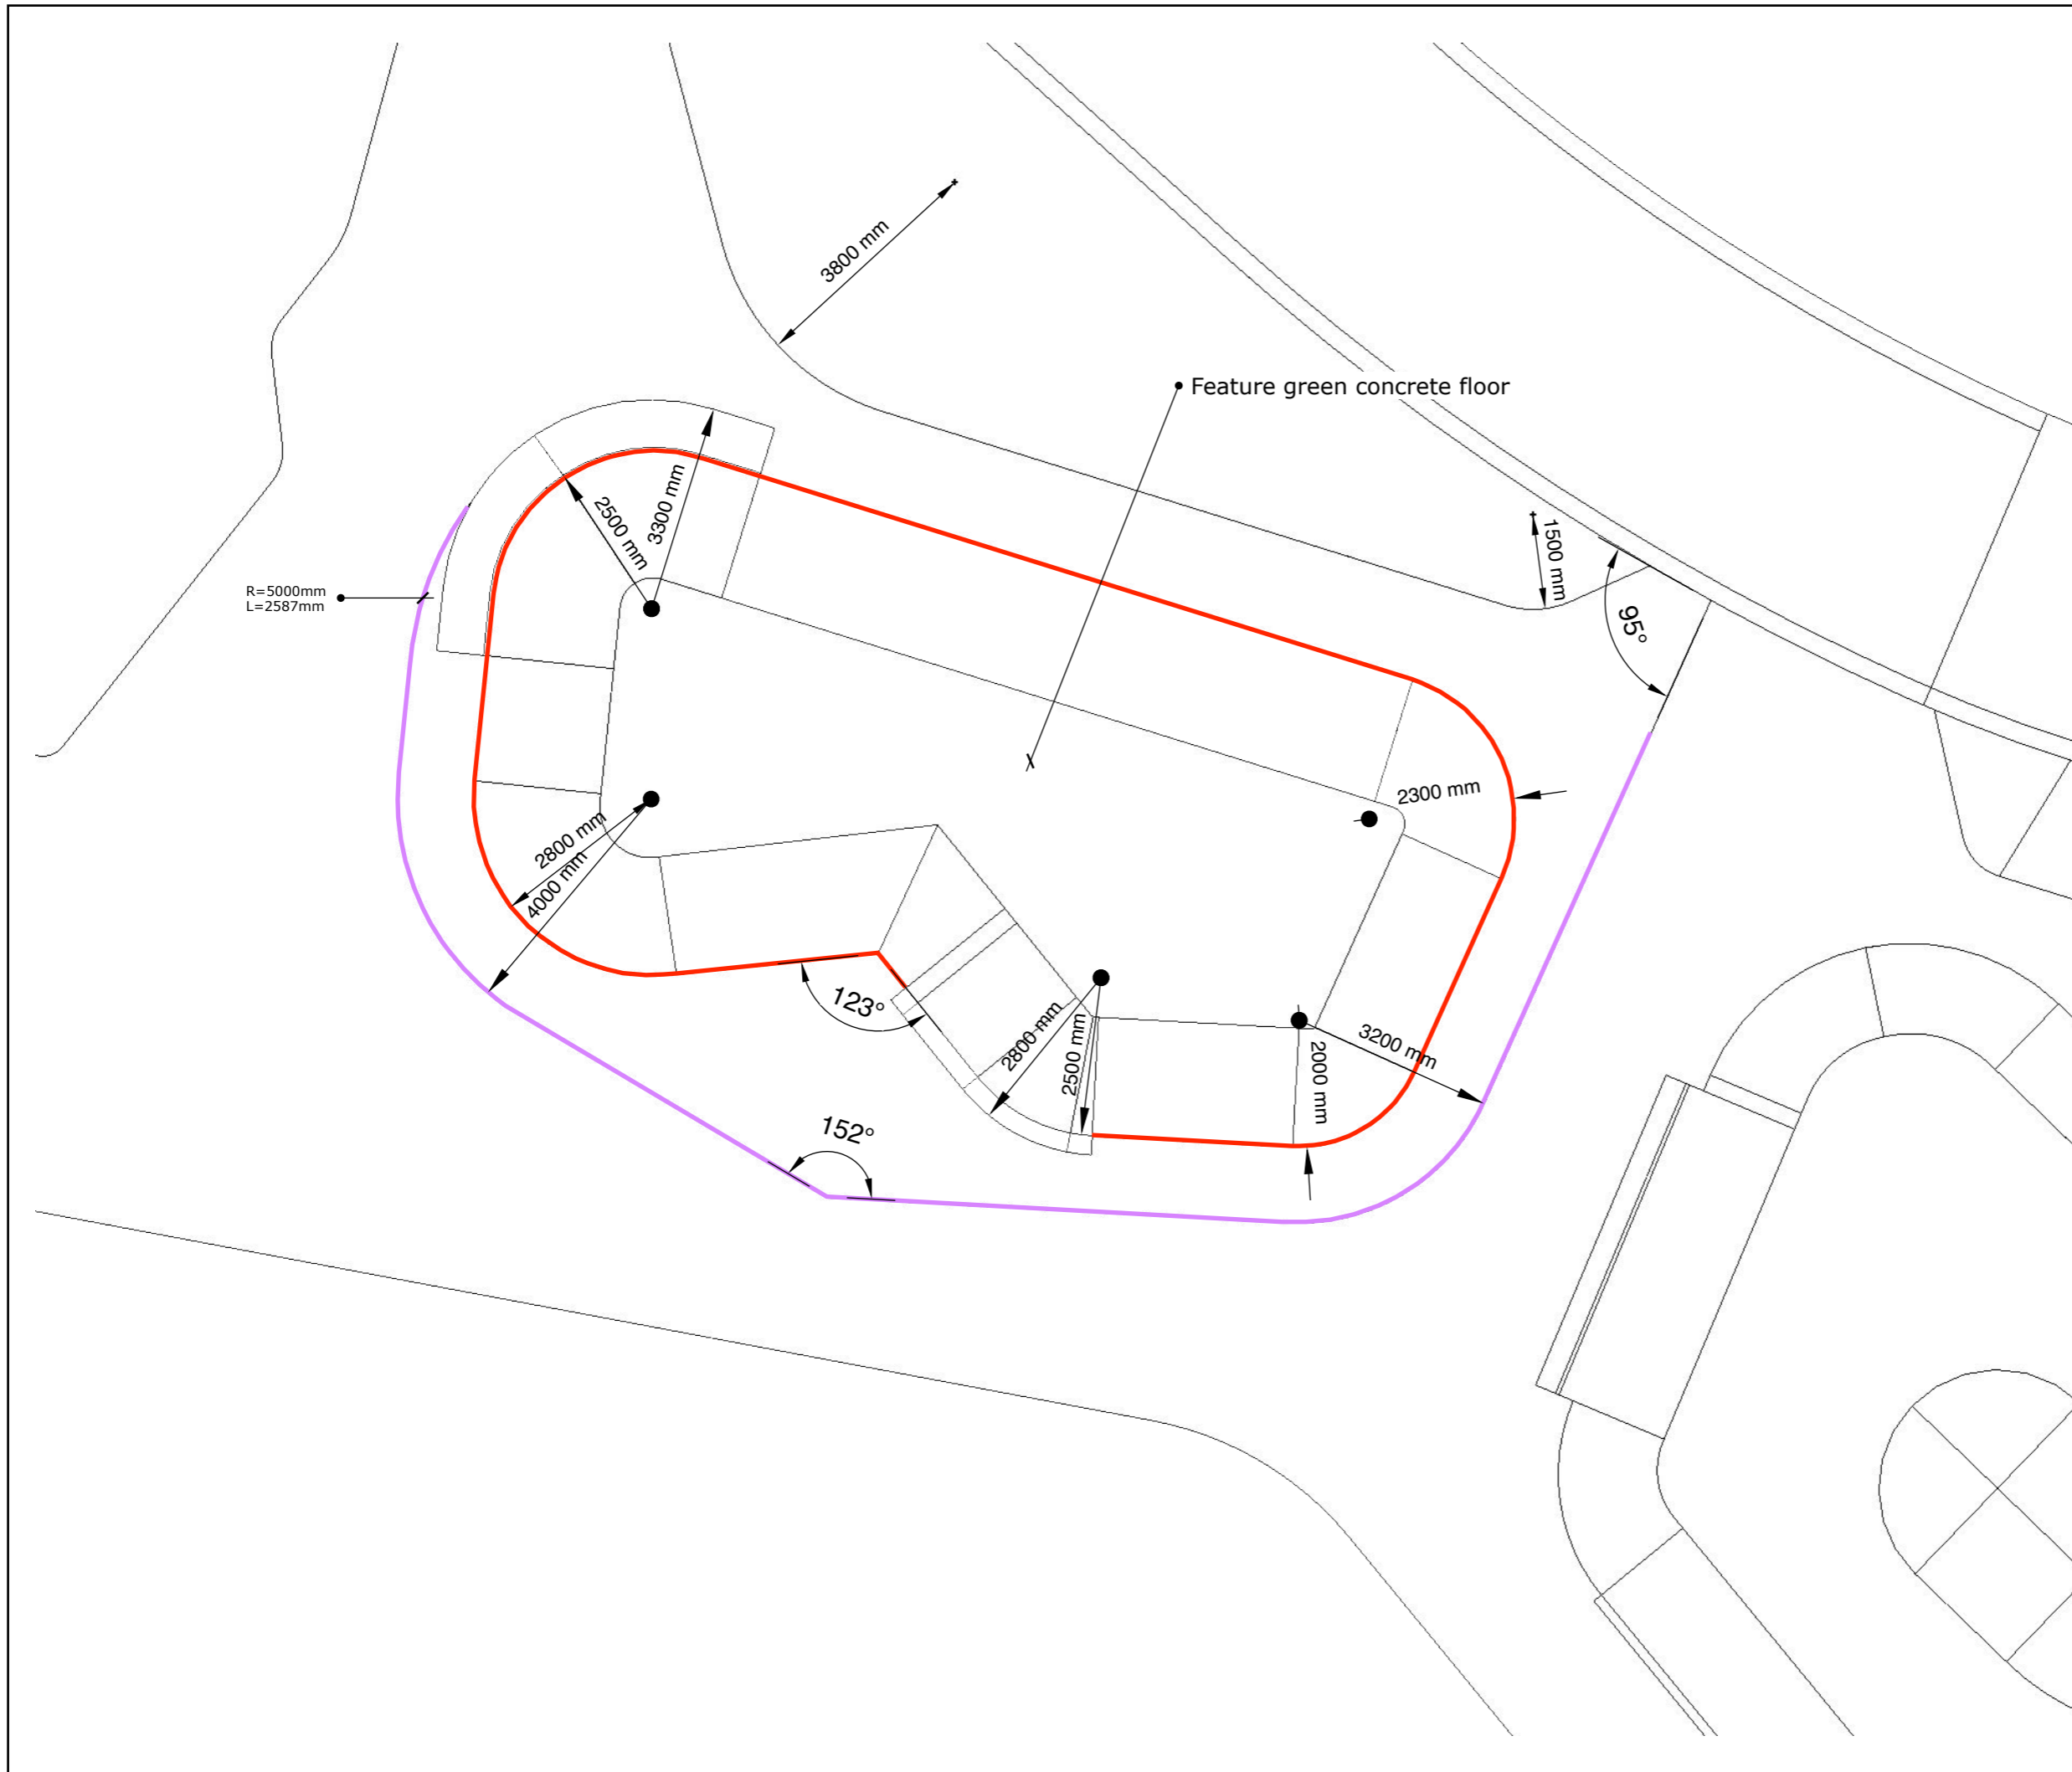 3800 mm
Feature green concrete floor
2500 mm
3300 mm
1500 mm
R=5000mm
L=2587mm
95°
2300 mm
2800 mm
4000 mm
123°
2800 mm
2500 mm
2000 mm
3200 mm
152°